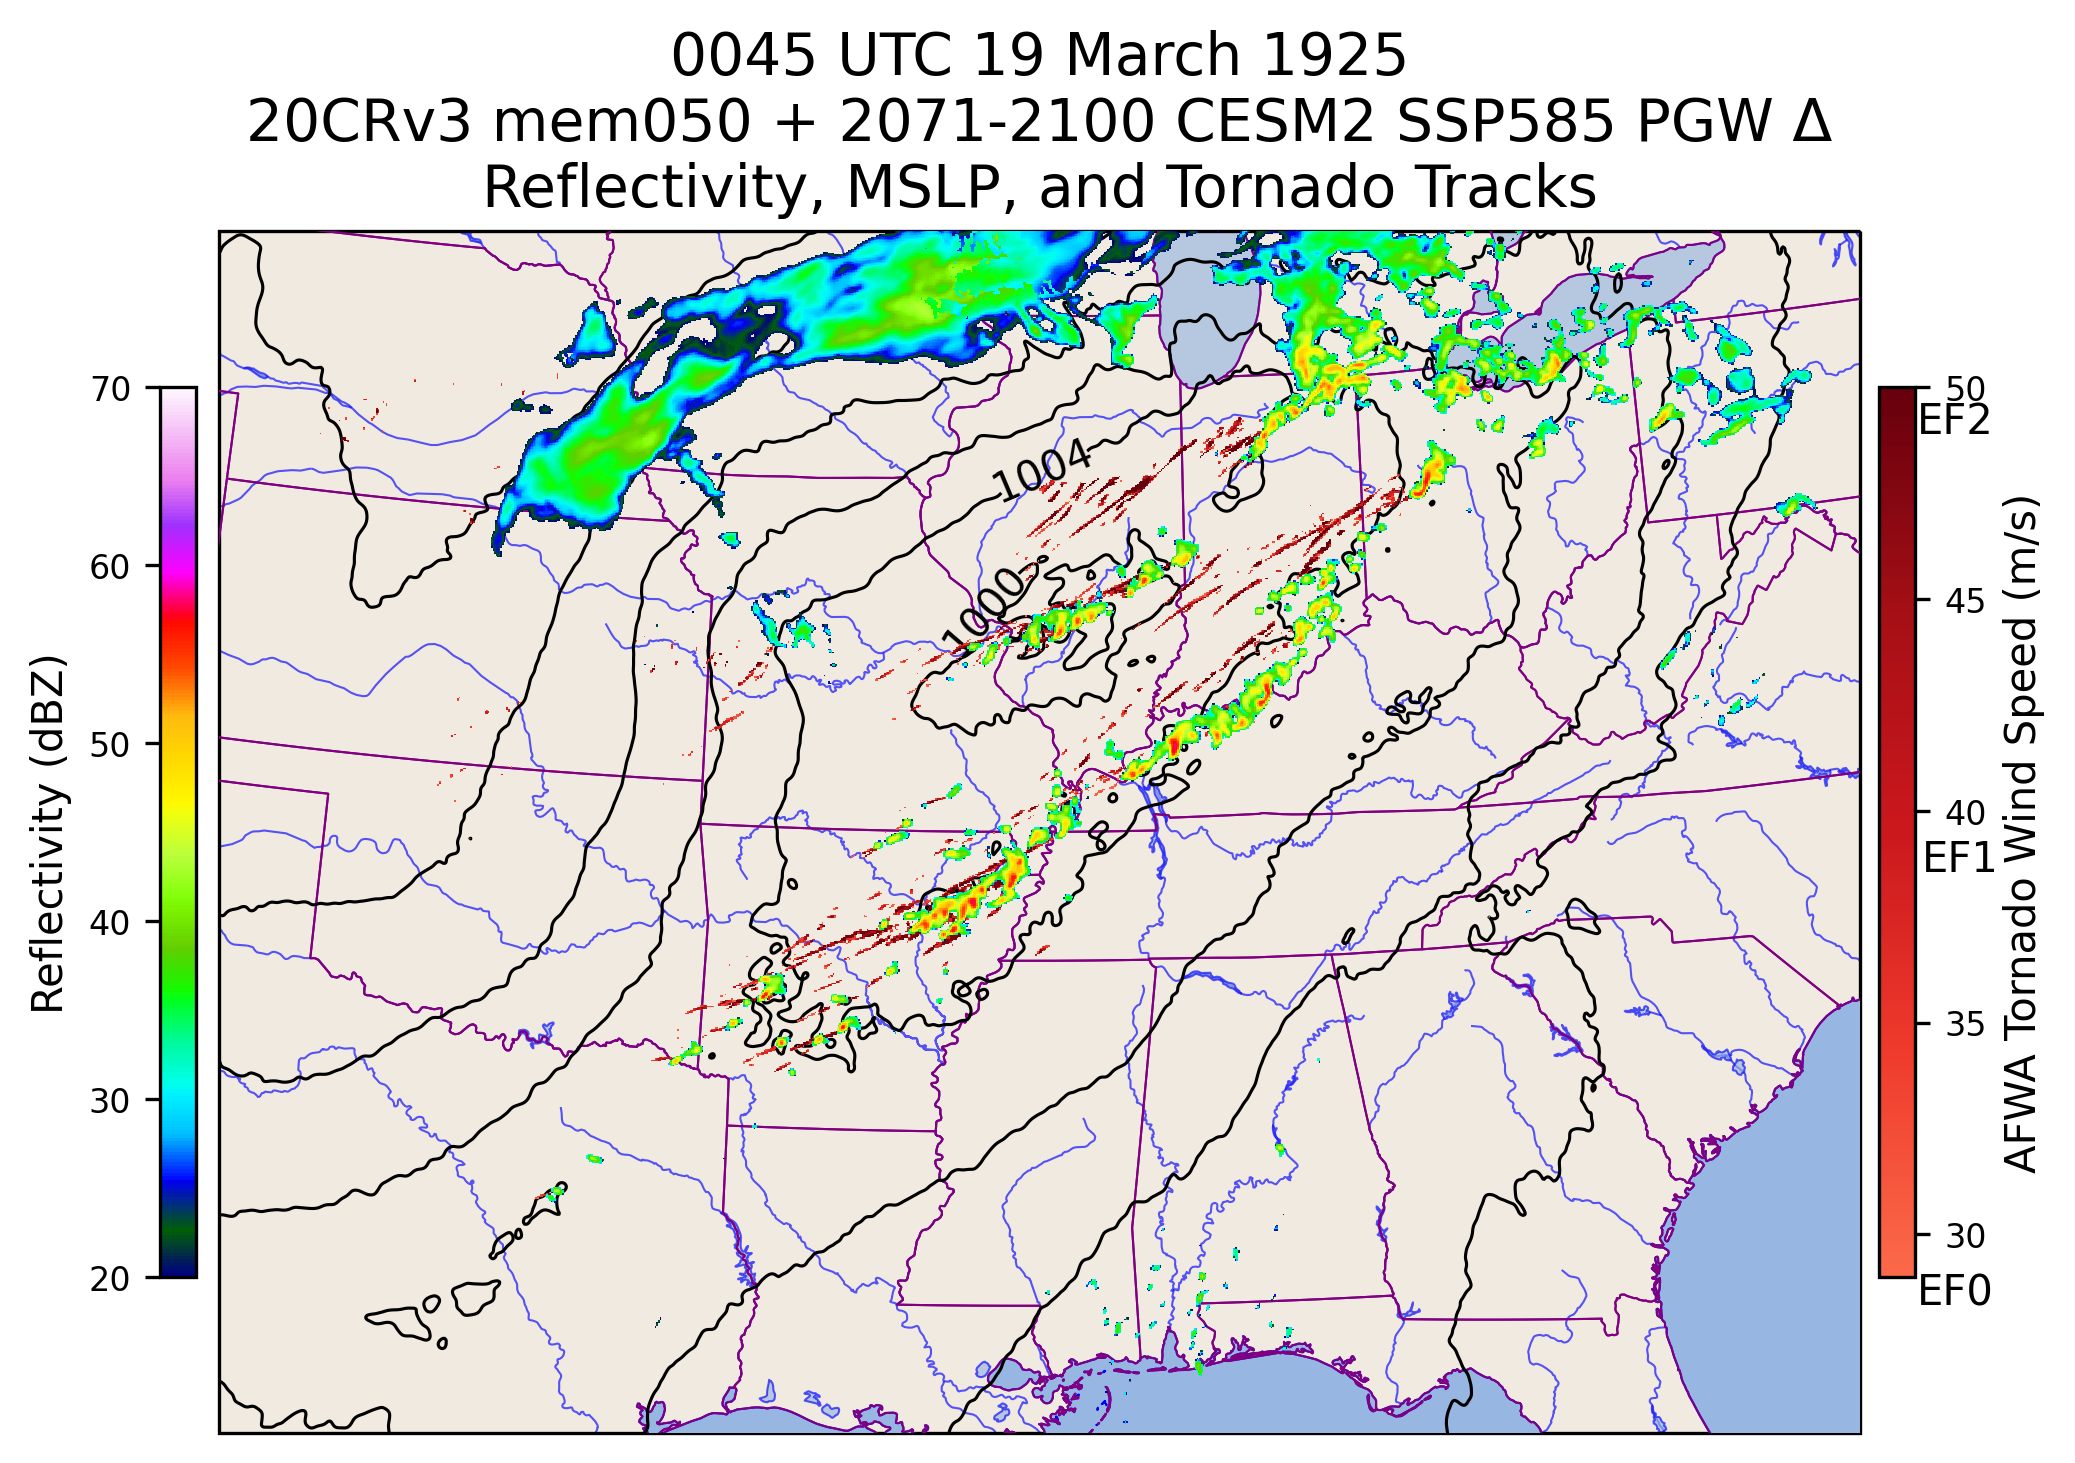 0045 UTC 19 March 1925
20CRv3 mem050 + 2071-2100 CESM2 SSP585 PGW Δ
Reflectivity, MSLP, and Tornado Tracks
Reflectivity (dBZ)
70
60
50
40
30
20
1004
1000
50
EF2
45
40
EF1
35
30
EF0
AFWA Tornado Wind Speed (m/s)